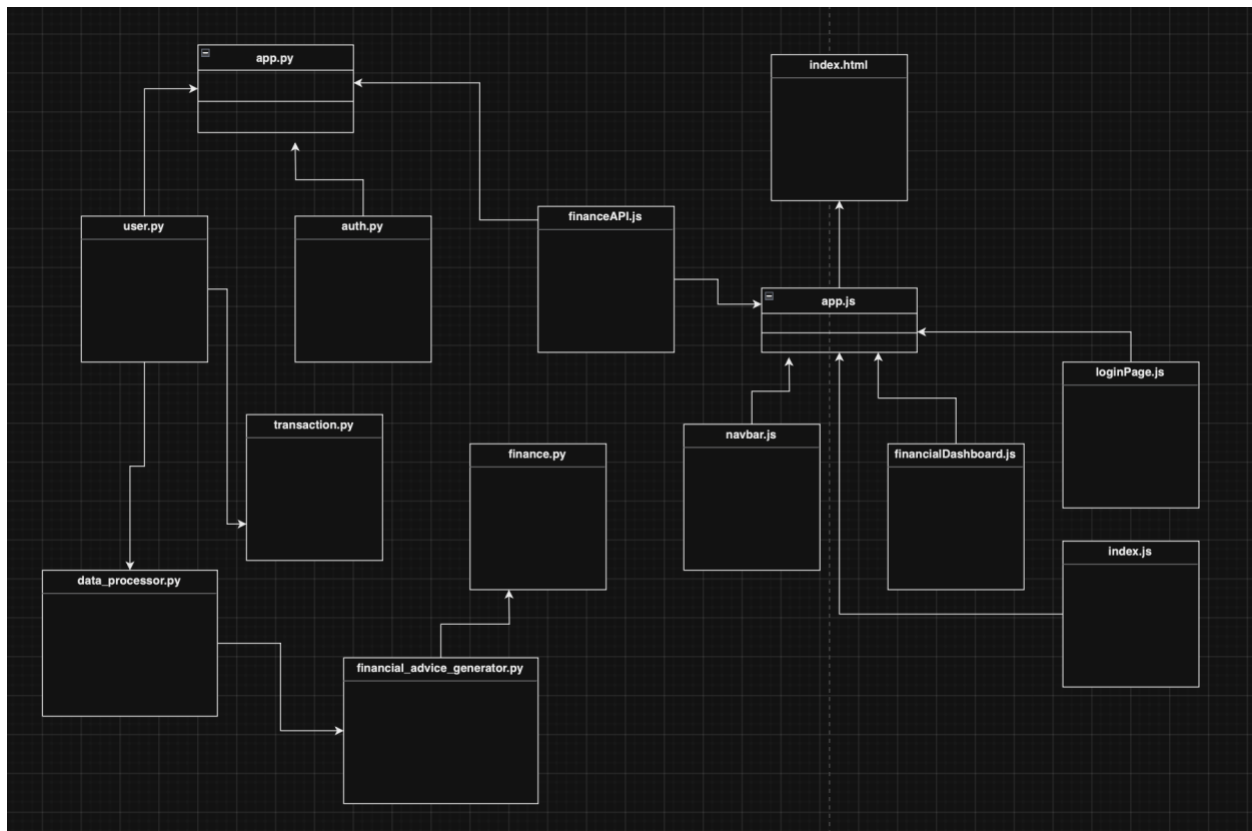 app.py
index.html
user.py
auth.py
financeAPI.js
app.js
loginPage.js
transaction.py
finance.py
navbar.js
financialDashboard.js
index.js
data_processor.py
financial_advice_generator.py